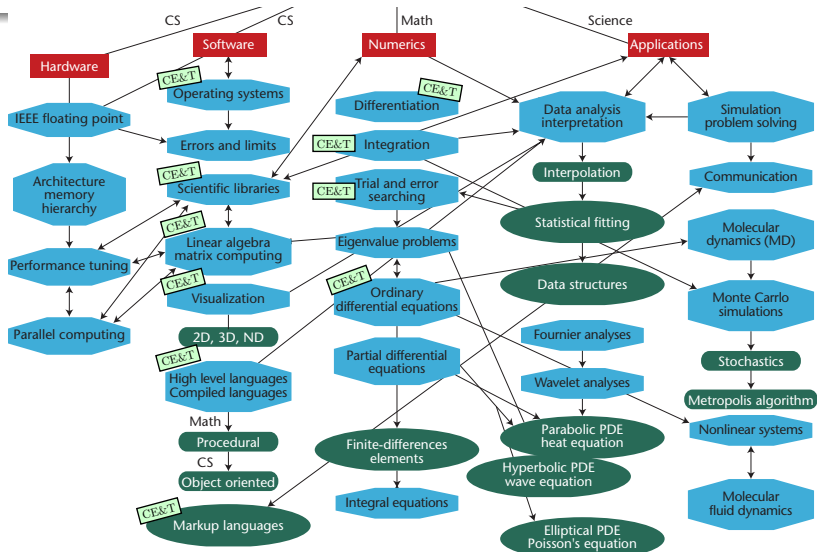 CS
CS
Math
Science
Hardware
Software
Numerics
Applications
CE&T
Operating systems
IEEE floating point
Errors and limits
CE&T
Scientific libraries
Architecture
memory
hierarchy
CE&T
Linear algebra
matrix computing
Performance tuning
CE&T
Visualization
Parallel computing
2D, 3D, ND
CE&T
High level languages
Compiled languages
Math
Procedural
CS
Object oriented
CE&T
Markup languages
CE&T
Differentiation
CE&T
Integration
CE&T
Trial and error
searching
Eigenvalue problems
CE&T
Ordinary
differential equations
Partial differential
equations
Finite-differences
elements
Integral equations
Data analysis
interpretation
Interpolation
Statistical fitting
Data structures
Fournier analyses
Wavelet analyses
Parabolic PDE
heat equation
Hyperbolic PDE
wave equation
Elliptical PDE
Poisson's equation
Simulation
problem solving
Communication
Molecular
dynamics (MD)
Monte Carrlo
simulations
Stochastics
Metropolis algorithm
Nonlinear systems
Molecular
fluid dynamics